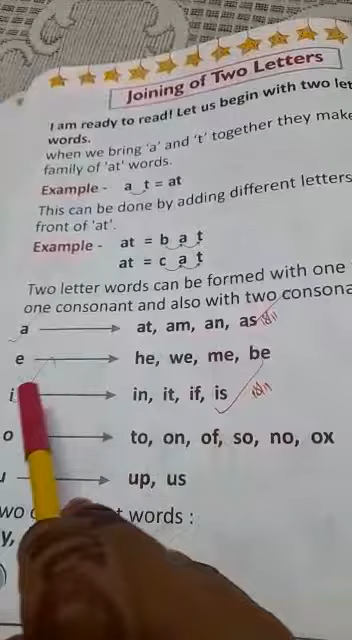 Joining of Two Letters
I am ready to read! Let us begin with two
words.
when we bring 'a' and 't' together they make
family of 'at' words.
Example - a t = at
This can be done by adding different letters
front of 'at'.
Example - at = b a t
at = c a t
Two letter words can be formed with one
one consonant and also with two
a at, am, an, as
e he, we, me, be
i in, it, if, is
o to, on, of, so, no, ox
up, us
words :
y,